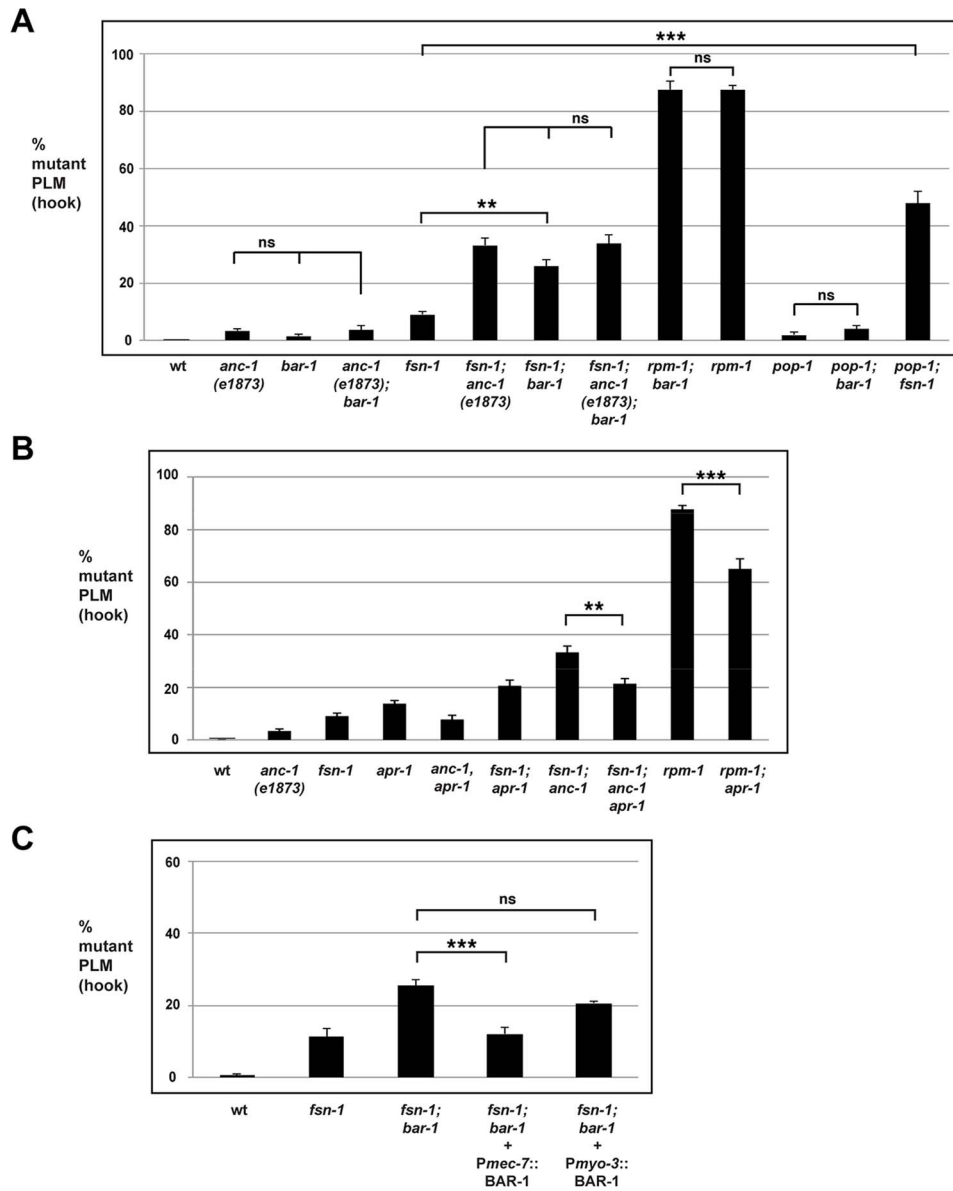 A
***
100
ns
80
%
mutant
PLM
(hook)
ns
60
**
40
ns
20
ns
0
wt
anc-1
(e1873)
bar-1
anc-1
(e1873);
bar-1
fsn-1
fsn-1;
anc-1
(e1873)
fsn-1;
bar-1
fsn-1;
anc-1
(e1873);
bar-1
rpm-1;
bar-1
rpm-1
pop-1
pop-1;
bar-1
pop-1;
fsn-1
B
100
***
80
%
mutant
PLM
(hook)
60
**
40
20
0
wt
anc-1
(e1873)
fsn-1
apr-1
anc-1,
apr-1
fsn-1;
apr-1
fsn-1;
anc-1
fsn-1;
anc-1
apr-1
rpm-1
rpm-1;
apr-1
C
60
ns
%
mutant
PLM
(hook)
40
***
20
0
wt
fsn-1
fsn-1;
bar-1
fsn-1;
bar-1
+
Pmec-7::
BAR-1
fsn-1;
bar-1
+
Pmyo-3::
BAR-1